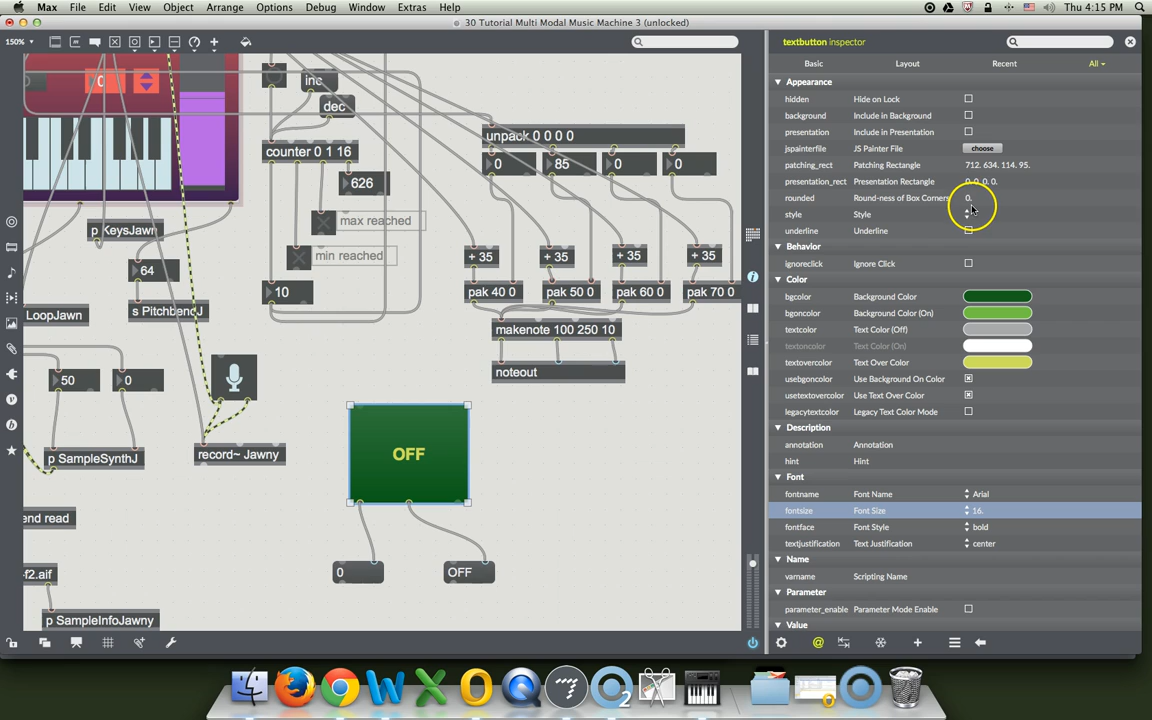 Max File Edit View Object Arrange Options Debug Window Extras Help
Thu 4:15 PM
30 Tutorial Multi Modal Music Machine 3 (unlocked)
150%
textbutton inspector
Basic Layout Recent All
0
inc
dec
counter 0 1 16
626
max reached
min reached
10
unpack 0 0 0 0
0 85 0 0
+ 35 + 35 + 35 + 35
pak 40 0 pak 50 0 pak 60 0 pak 70 0
makenote 100 250 10
noteout
p KeysJawn
64
s PitchbendJ
LoopJawn
50 0
p SampleSynthJ
record~ Jawny
end read
-f2.aif
p SampleInfoJawny
OFF
0 OFF
Appearance
hidden Hide on Lock
background Include in Background
presentation Include in Presentation
jspainterfile JS Painter File choose
patching_rect Patching Rectangle 712. 634. 114. 95.
presentation_rect Presentation Rectangle 0. 0. 0. 0.
rounded Round-ness of Box Corners 0.
style Style
underline Underline
Behavior
ignoreclick Ignore Click
Color
bgcolor Background Color
bgoncolor Background Color (On)
textcolor Text Color (Off)
textoncolor Text Color (On)
textovercolor Text Over Color
usebgoncolor Use Background On Color
usetextovercolor Use Text Over Color
legacytextcolor Legacy Text Color Mode
Description
annotation Annotation
hint Hint
Font
fontname Font Name Arial
fontsize Font Size 16.
fontface Font Style bold
textjustification Text Justification center
Name
varname Scripting Name
Parameter
parameter_enable Parameter Mode Enable
Value